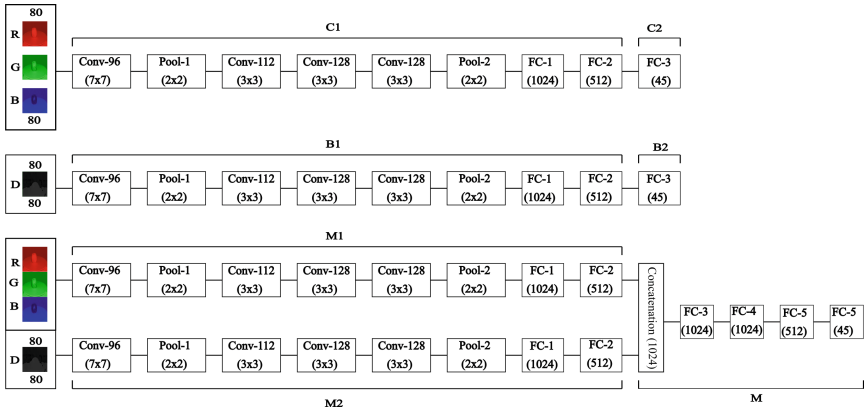 80
R
G
B
80
C1
C2
Conv-96 (7x7)
Pool-1 (2x2)
Conv-112 (3x3)
Conv-128 (3x3)
Conv-128 (3x3)
Pool-2 (2x2)
FC-1 (1024)
FC-2 (512)
FC-3 (45)
80
D
80
B1
B2
Conv-96 (7x7)
Pool-1 (2x2)
Conv-112 (3x3)
Conv-128 (3x3)
Conv-128 (3x3)
Pool-2 (2x2)
FC-1 (1024)
FC-2 (512)
FC-3 (45)
R
G
B
M1
Conv-96 (7x7)
Pool-1 (2x2)
Conv-112 (3x3)
Conv-128 (3x3)
Conv-128 (3x3)
Pool-2 (2x2)
FC-1 (1024)
FC-2 (512)
80
D
80
Conv-96 (7x7)
Pool-1 (2x2)
Conv-112 (3x3)
Conv-128 (3x3)
Conv-128 (3x3)
Pool-2 (2x2)
FC-1 (1024)
FC-2 (512)
M2
Concatenation (1024)
FC-3 (1024)
FC-4 (1024)
FC-5 (512)
FC-5 (45)
M